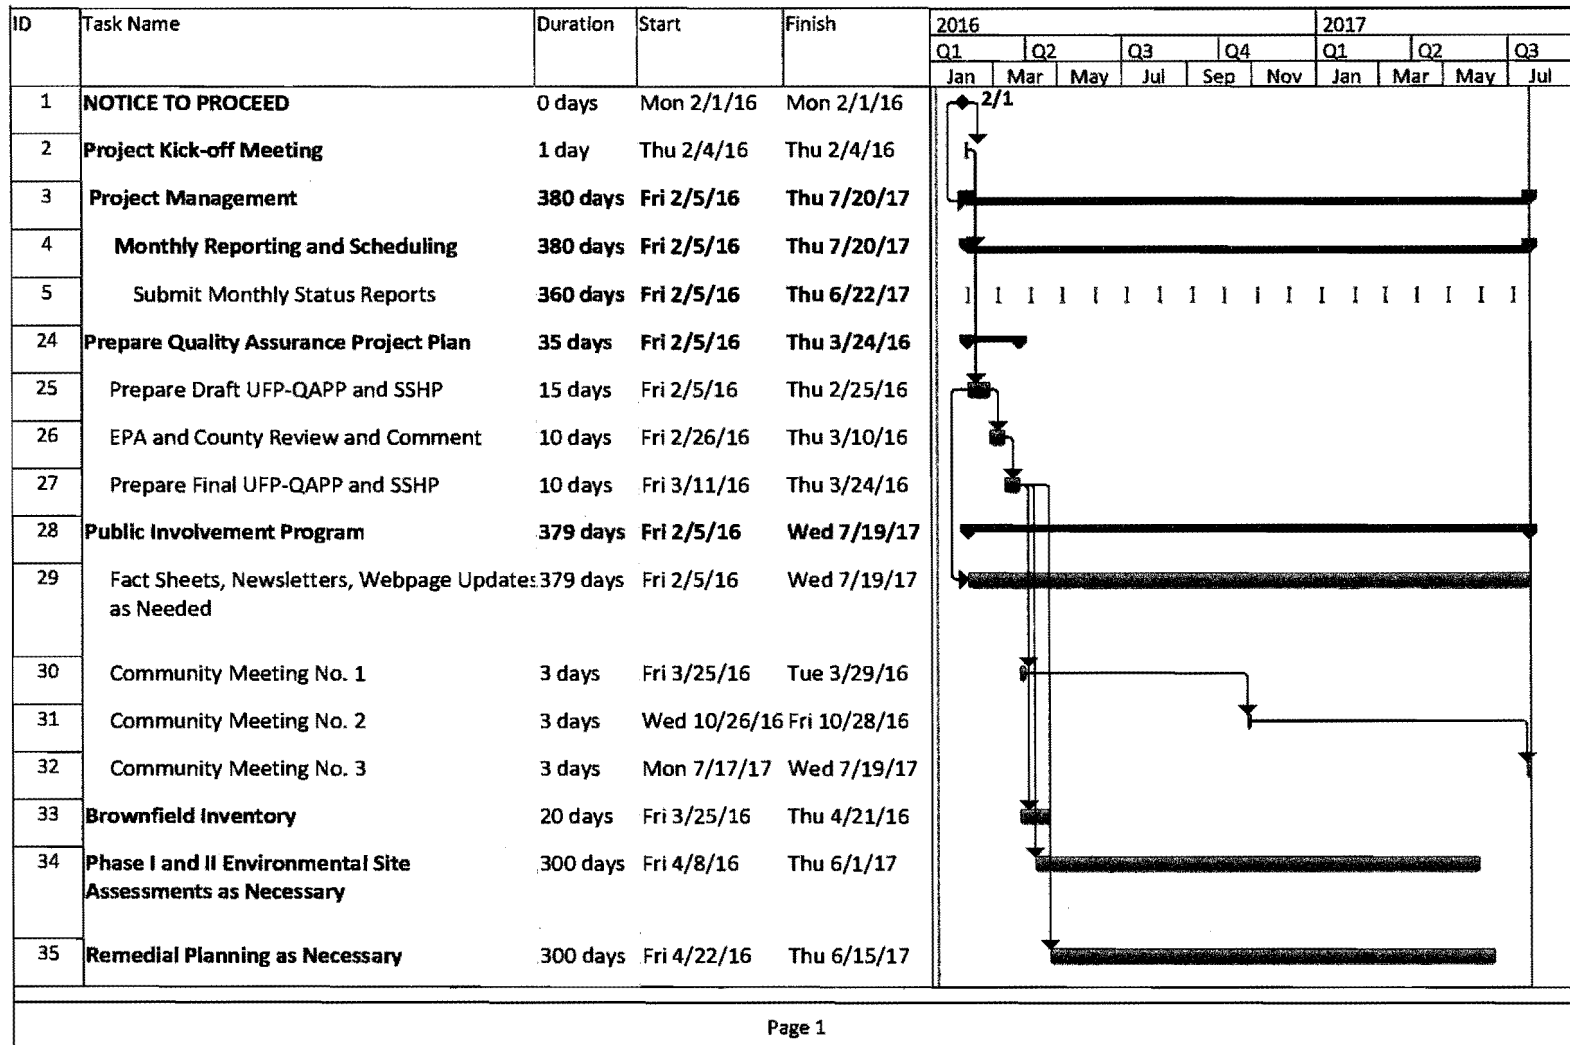 ID Task Name Duration Start Finish 2016 2017
Q1 Q2 Q3 Q4 Q1 Q2 Q3
Jan Mar May Jul Sep Nov Jan Mar May Jul
1 NOTICE TO PROCEED 0 days Mon 2/1/16 Mon 2/1/16 2/1
2 Project Kick-off Meeting 1 day Thu 2/4/16 Thu 2/4/16
3 Project Management 380 days Fri 2/5/16 Thu 7/20/17
4 Monthly Reporting and Scheduling 380 days Fri 2/5/16 Thu 7/20/17
5 Submit Monthly Status Reports 360 days Fri 2/5/16 Thu 6/22/17
24 Prepare Quality Assurance Project Plan 35 days Fri 2/5/16 Thu 3/24/16
25 Prepare Draft UFP-QAPP and SSHP 15 days Fri 2/5/16 Thu 2/25/16
26 EPA and County Review and Comment 10 days Fri 2/26/16 Thu 3/10/16
27 Prepare Final UFP-QAPP and SSHP 10 days Fri 3/11/16 Thu 3/24/16
28 Public Involvement Program 379 days Fri 2/5/16 Wed 7/19/17
29 Fact Sheets, Newsletters, Webpage Updates 379 days Fri 2/5/16 Wed 7/19/17
as Needed
30 Community Meeting No. 1 3 days Fri 3/25/16 Tue 3/29/16
31 Community Meeting No. 2 3 days Wed 10/26/16 Fri 10/28/16
32 Community Meeting No. 3 3 days Mon 7/17/17 Wed 7/19/17
33 Brownfield Inventory 20 days Fri 3/25/16 Thu 4/21/16
34 Phase I and II Environmental Site 300 days Fri 4/8/16 Thu 6/1/17
Assessments as Necessary
35 Remedial Planning as Necessary 300 days Fri 4/22/16 Thu 6/15/17
Page 1